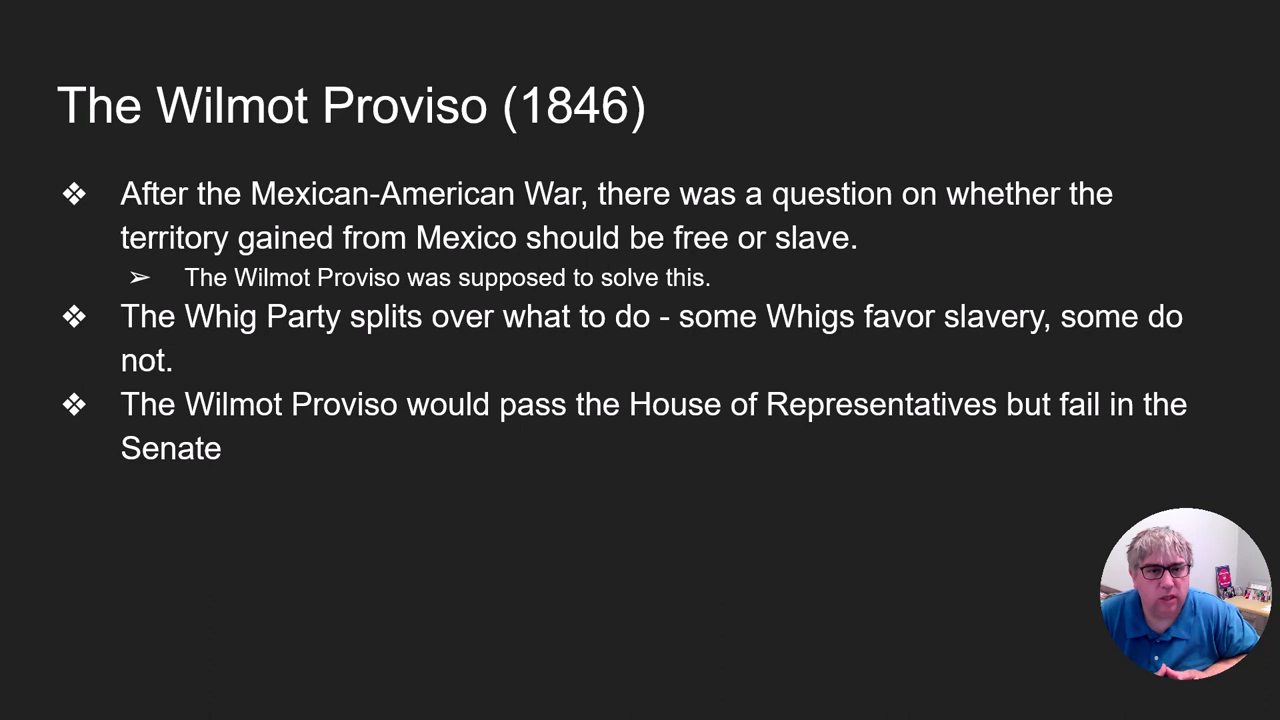 The Wilmot Proviso (1846)
❖ After the Mexican-American War, there was a question on whether the
territory gained from Mexico should be free or slave.
➢ The Wilmot Proviso was supposed to solve this.
❖ The Whig Party splits over what to do - some Whigs favor slavery, some do
not.
❖ The Wilmot Proviso would pass the House of Representatives but fail in the
Senate